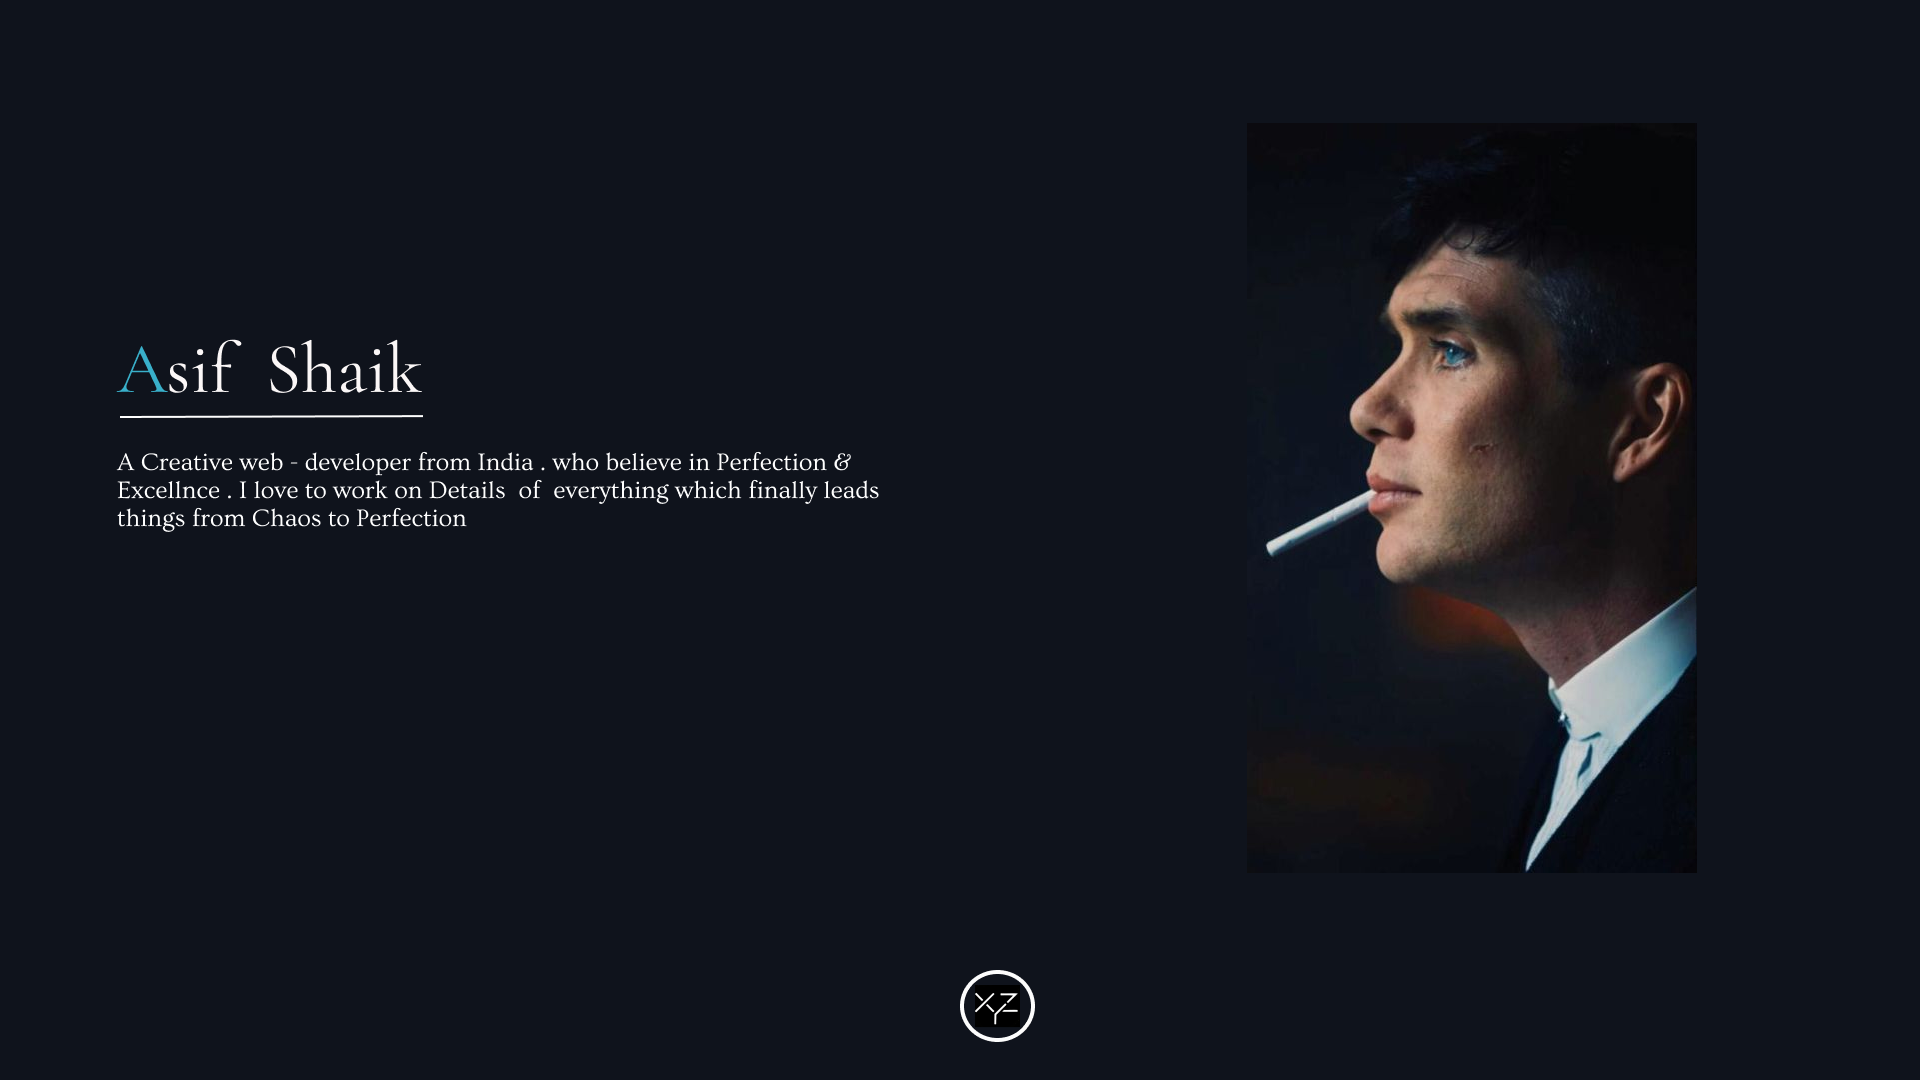 Asif Shaik
A Creative web - developer from India . who believe in Perfection &
Excellnce . I love to work on Details of everything which finally leads
things from Chaos to Perfection
XYZ